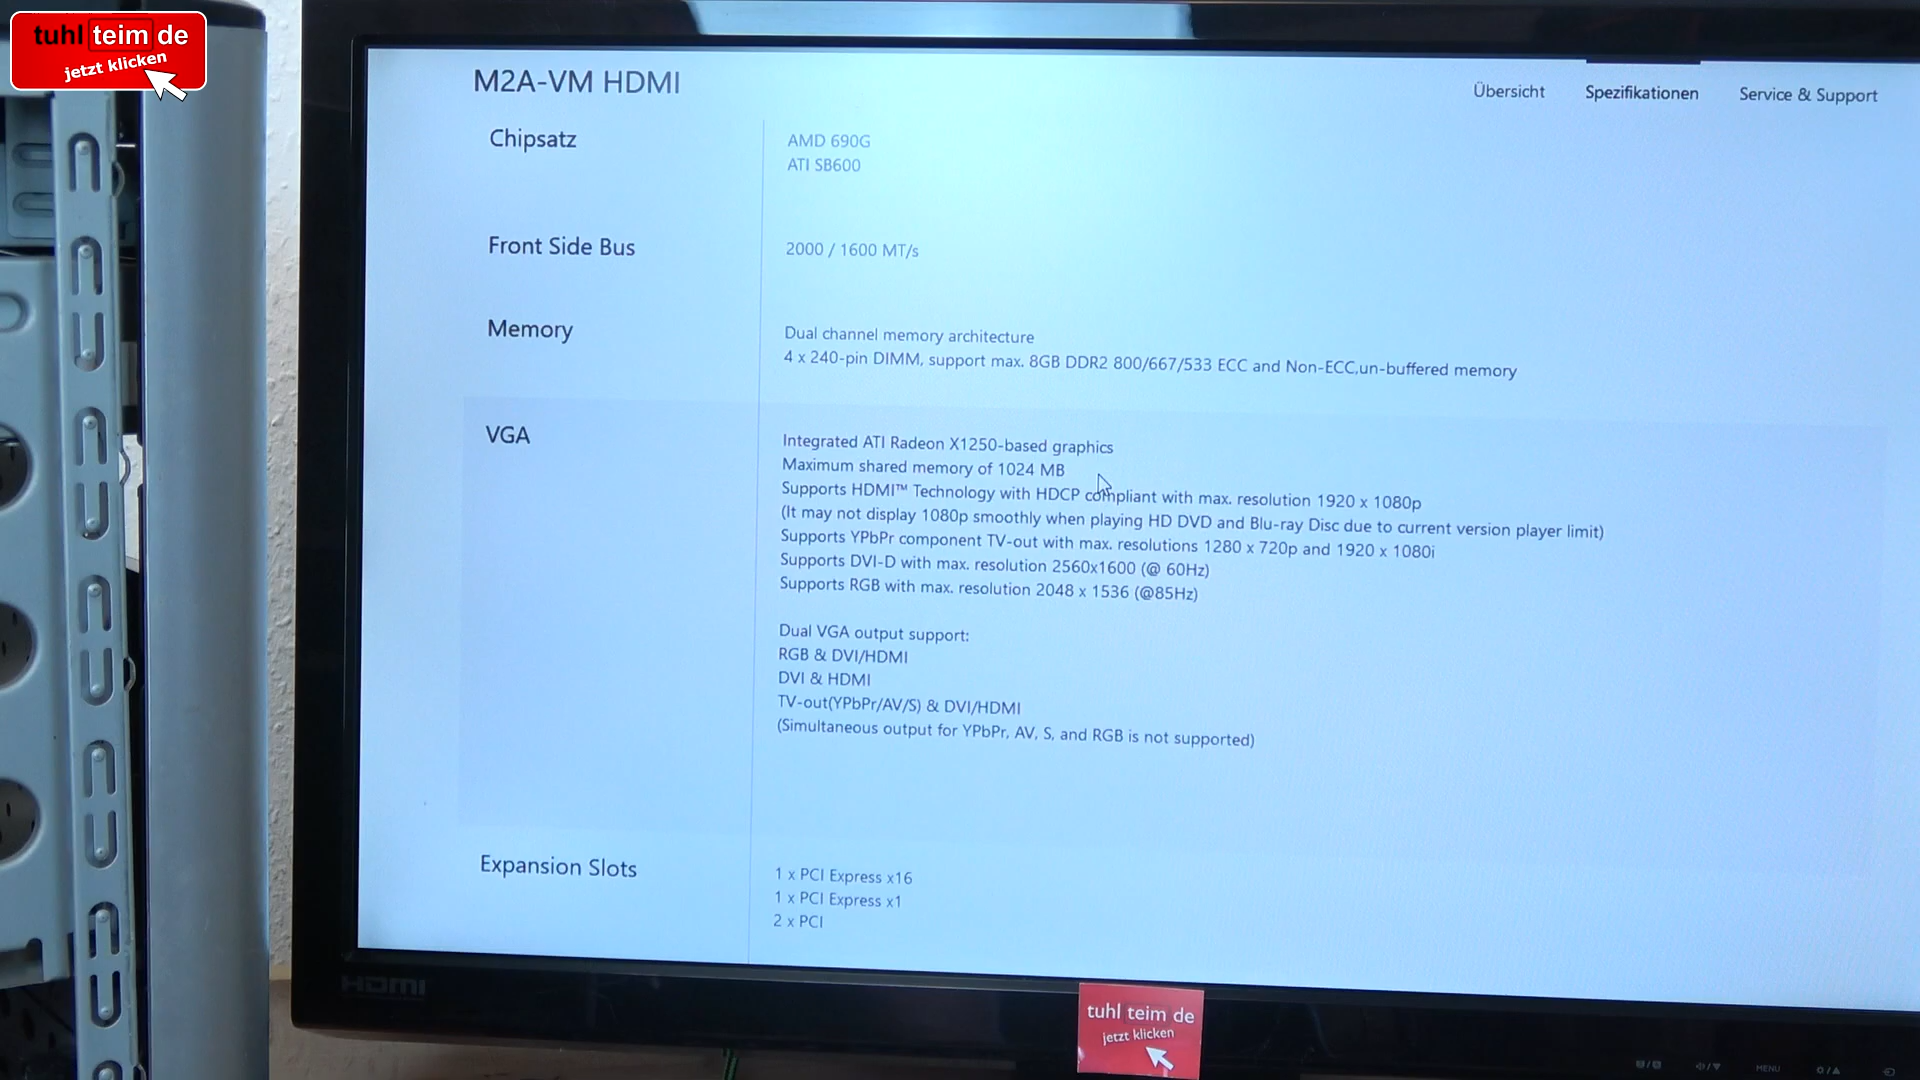 tuhl teim de
jetzt klicken
M2A-VM HDMI
Übersicht
Spezifikationen
Service & Support
Chipsatz
AMD 690G
ATI SB600
Front Side Bus
2000 / 1600 MT/s
Memory
Dual channel memory architecture
4 x 240-pin DIMM, support max. 8GB DDR2 800/667/533 ECC and Non-ECC,un-buffered memory
VGA
Integrated ATI Radeon X1250-based graphics
Maximum shared memory of 1024 MB
Supports HDMI™ Technology with HDCP compliant with max. resolution 1920 x 1080p
(It may not display 1080p smoothly when playing HD DVD and Blu-ray Disc due to current version player limit)
Supports YPbPr component TV-out with max. resolutions 1280 x 720p and 1920 x 1080i
Supports DVI-D with max. resolution 2560x1600 (@ 60Hz)
Supports RGB with max. resolution 2048 x 1536 (@85Hz)
Dual VGA output support:
RGB & DVI/HDMI
DVI & HDMI
TV-out(YPbPr/AV/S) & DVI/HDMI
(Simultaneous output for YPbPr, AV, S, and RGB is not supported)
Expansion Slots
1 x PCI Express x16
1 x PCI Express x1
2 x PCI
HDMI
tuhl teim de
jetzt klicken
MENU